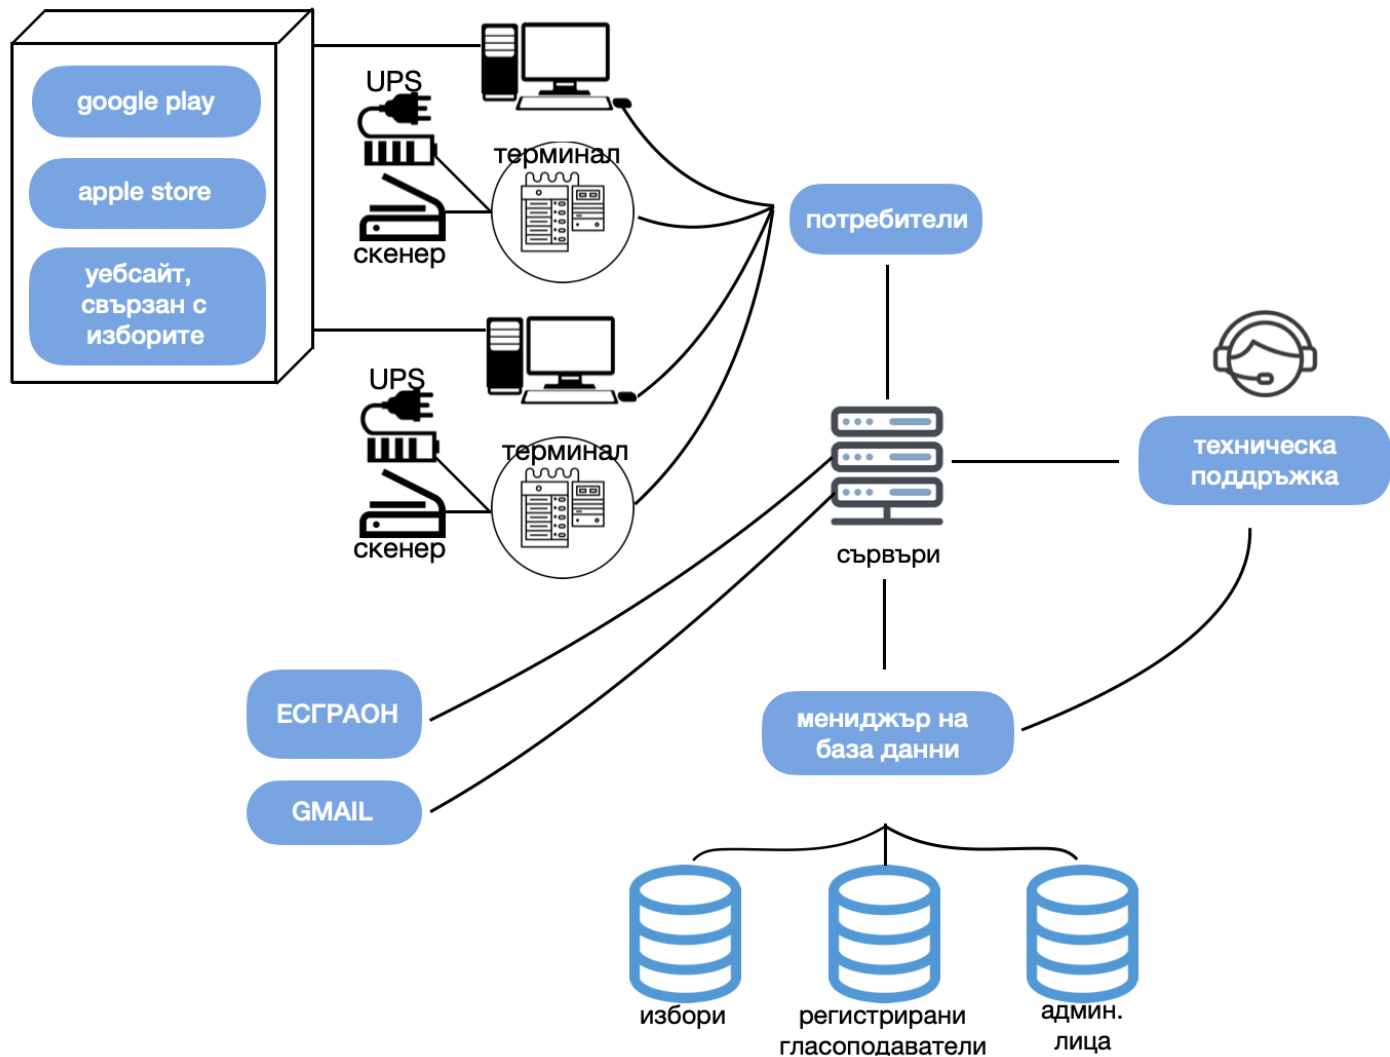 google play
apple store
уебсайт,
свързан с
изборите
UPS
терминал
скенер
UPS
терминал
скенер
потребители
сървъри
техническа
поддръжка
ЕСГРАОН
GMAIL
мениджър на
база данни
избори
регистрирани
гласоподаватели
админ.
лица